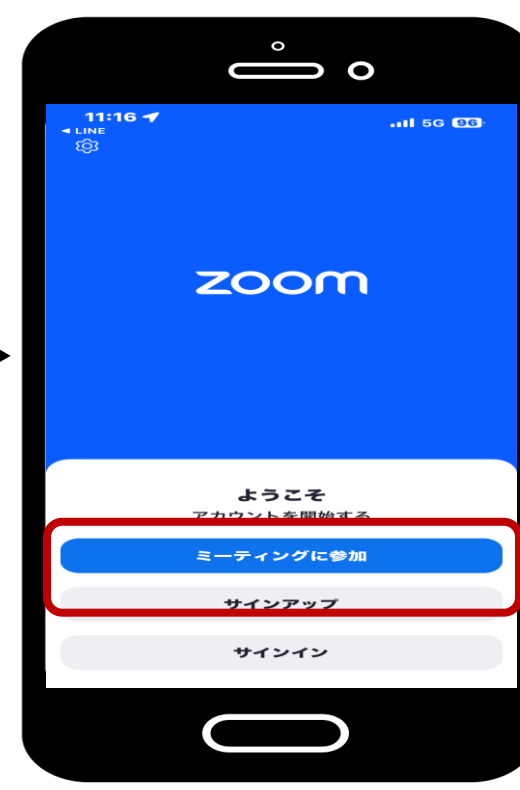 11:16
◀ LINE
5G 96
zoom
ようこそ
アカウントを開始する
ミーティングに参加
サインアップ
サインイン